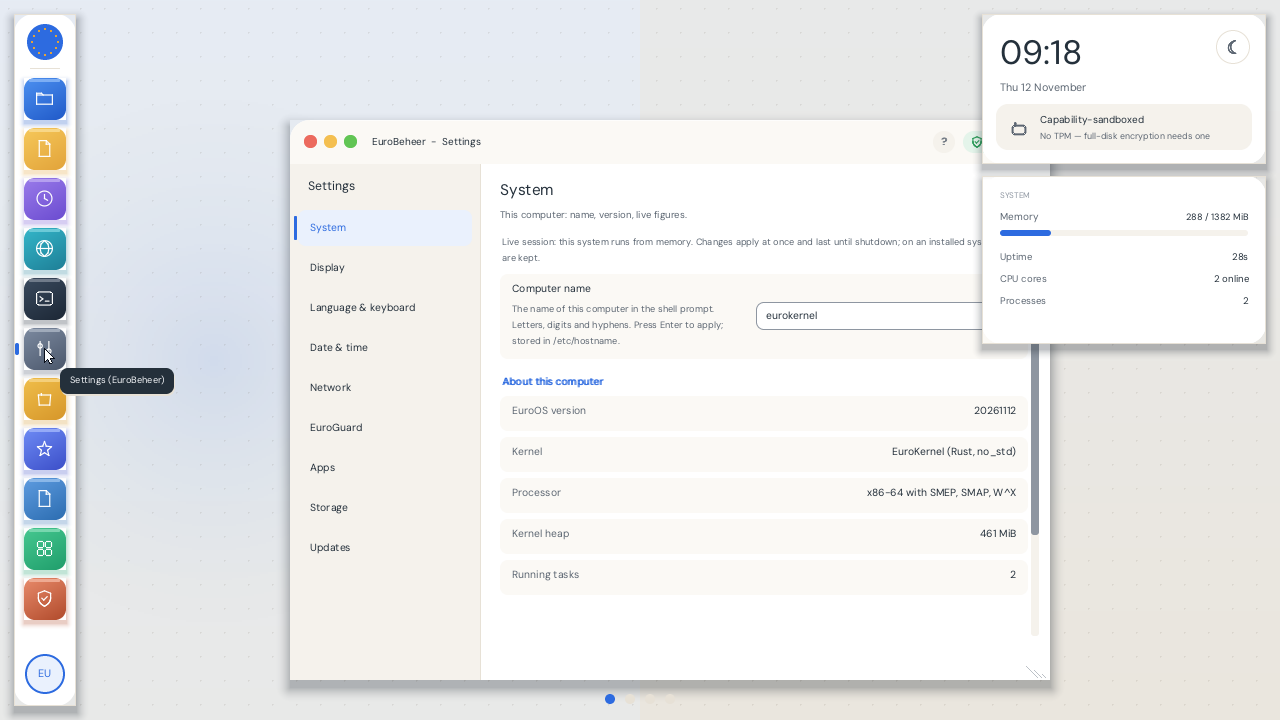 09:18
Thu 12 November
Capability-sandboxed
No TPM — full-disk encryption needs one
SYSTEM
Memory 288 / 1382 MiB
Uptime 28s
CPU cores 2 online
Processes 2
EuroBeheer - Settings
?
Settings
System
Display
Language & keyboard
Date & time
Network
EuroGuard
Apps
Storage
Updates
System
This computer: name, version, live figures.
Live session: this system runs from memory. Changes apply at once and last until shutdown; on an installed
are kept.
Computer name
The name of this computer in the shell prompt.
Letters, digits and hyphens. Press Enter to apply;
stored in /etc/hostname.
eurokernel
About this computer
EuroOS version 20261112
Kernel EuroKernel (Rust, no_std)
Processor x86-64 with SMEP, SMAP, W^X
Kernel heap 461 MiB
Running tasks 2
Settings (EuroBeheer)
EU